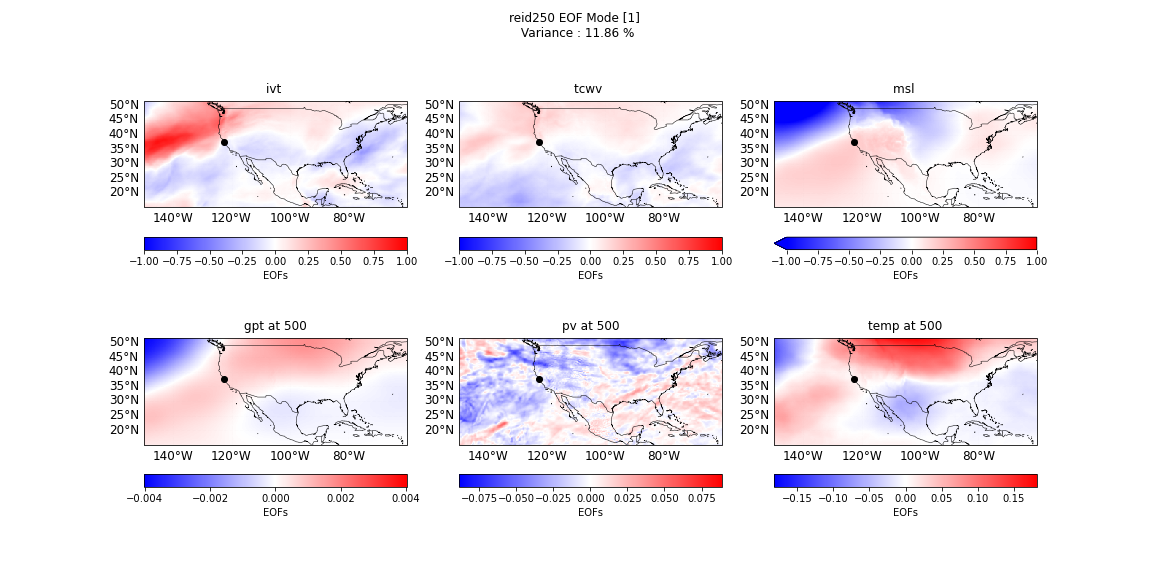 reid250 EOF Mode [1]
Variance : 11.86 %
ivt
tcwv
msl
50°N
45°N
40°N
35°N
30°N
25°N
20°N
140°W 120°W 100°W 80°W
50°N
45°N
40°N
35°N
30°N
25°N
20°N
140°W 120°W 100°W 80°W
50°N
45°N
40°N
35°N
30°N
25°N
20°N
140°W 120°W 100°W 80°W
−1.00 −0.75 −0.50 −0.25 0.00 0.25 0.50 0.75 1.00
EOFs
−1.00 −0.75 −0.50 −0.25 0.00 0.25 0.50 0.75 1.00
EOFs
−1.00 −0.75 −0.50 −0.25 0.00 0.25 0.50 0.75 1.00
EOFs
gpt at 500
pv at 500
temp at 500
50°N
45°N
40°N
35°N
30°N
25°N
20°N
140°W 120°W 100°W 80°W
50°N
45°N
40°N
35°N
30°N
25°N
20°N
140°W 120°W 100°W 80°W
50°N
45°N
40°N
35°N
30°N
25°N
20°N
140°W 120°W 100°W 80°W
−0.004 −0.002 0.000 0.002 0.004
EOFs
−0.075 −0.050 −0.025 0.000 0.025 0.050 0.075
EOFs
−0.15 −0.10 −0.05 0.00 0.05 0.10 0.15
EOFs